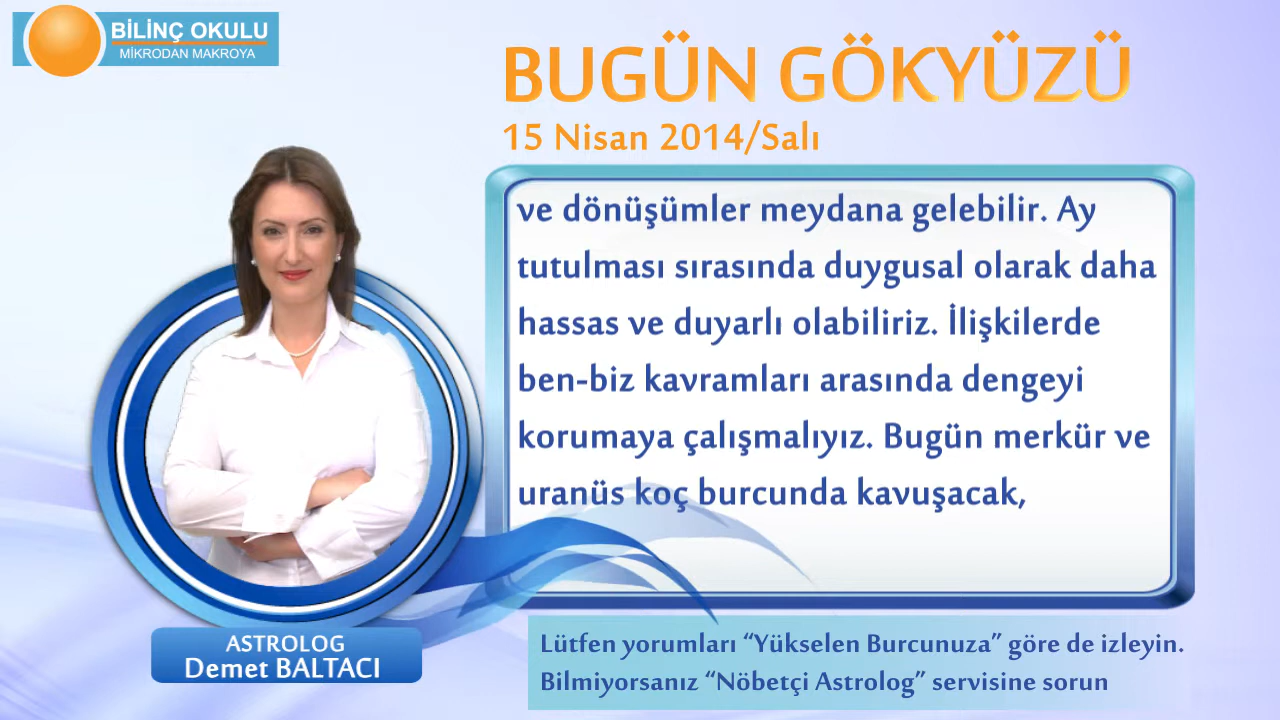 BİLİNÇ OKULU
MİKRODAN MAKROYA
BUGÜN GÖKYÜZÜ
15 Nisan 2014/Salı
ve dönüşümler meydana gelebilir. Ay
tutulması sırasında duygusal olarak daha
hassas ve duyarlı olabiliriz. İlişkilerde
ben-biz kavramları arasında dengeyi
korumaya çalışmalıyız. Bugün merkür ve
uranüs koç burcunda kavuşacak,
ASTROLOG
Demet BALTACI
Lütfen yorumları “Yükselen Burcunuza” göre de izleyin.
Bilmiyorsanız “Nöbetçi Astrolog” servisine sorun